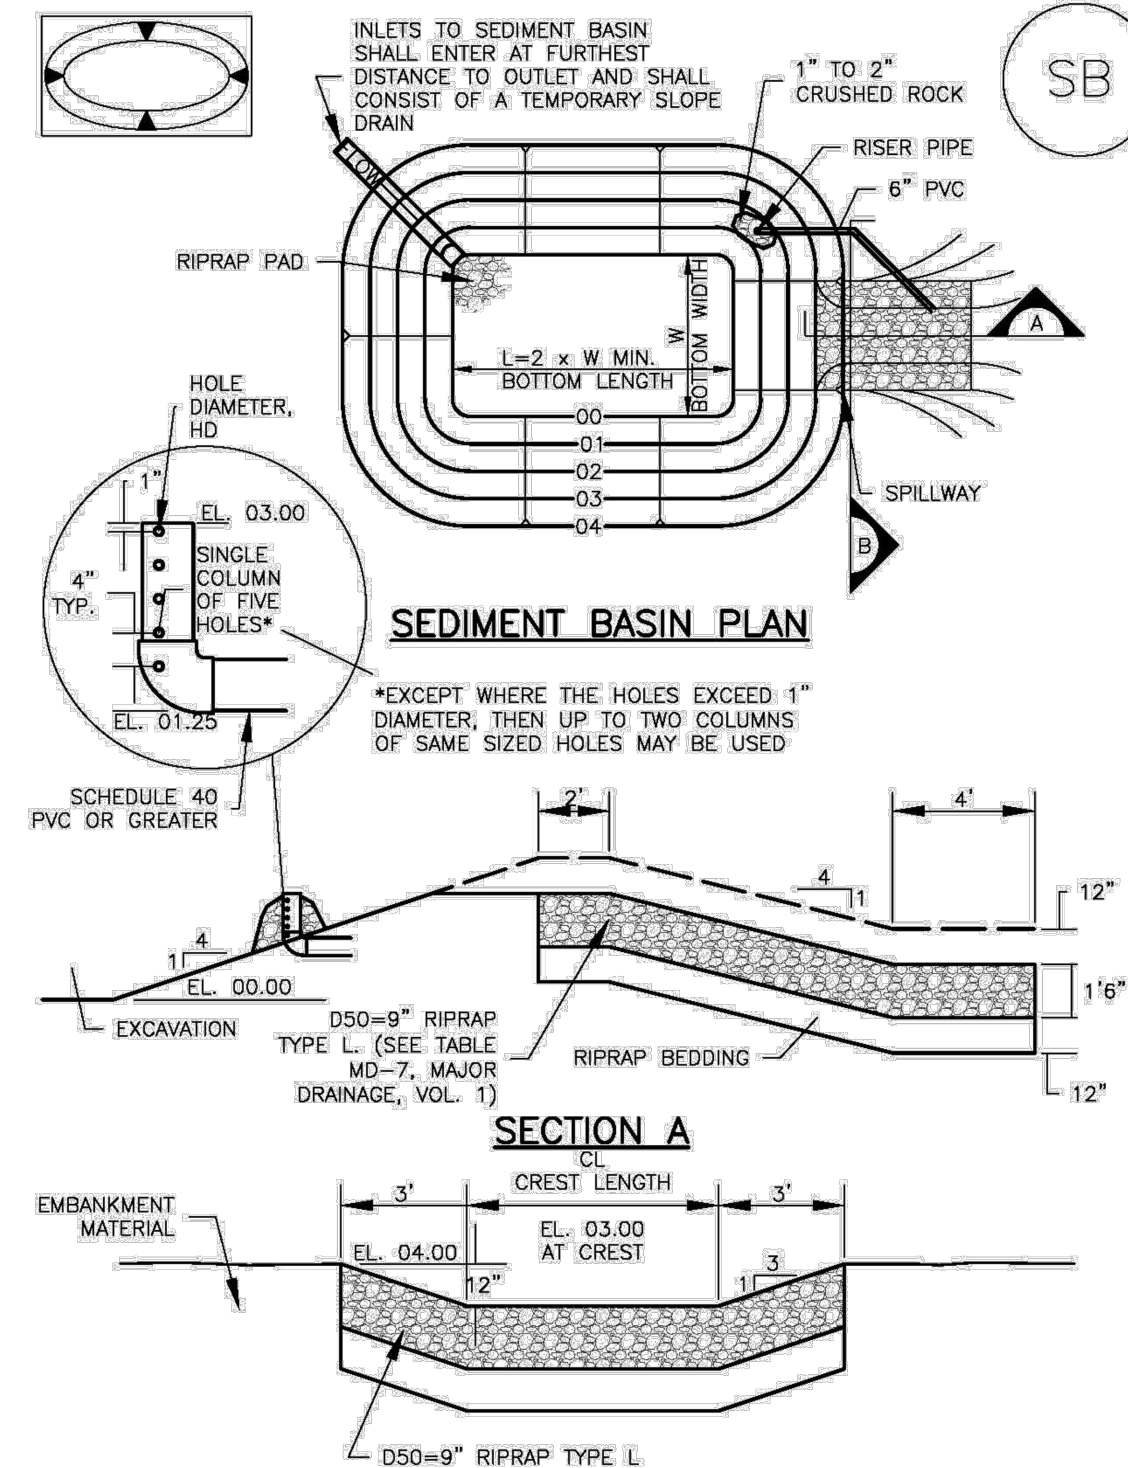 INLETS TO SEDIMENT BASIN
SHALL ENTER AT FURTHEST
DISTANCE TO OUTLET AND SHALL
CONSIST OF A TEMPORARY SLOPE
DRAIN
1" TO 2"
CRUSHED ROCK
SB
RISER PIPE
6" PVC
FLOW
RIPRAP PAD
W
BOTTOM WIDTH
A
L=2 x W MIN.
BOTTOM LENGTH
00
01
02
03
04
HOLE
DIAMETER,
HD
SPILLWAY
B
1"
EL. 03.00
4"
TYP.
SINGLE
COLUMN
OF FIVE
HOLES*
EL. 01.25
SEDIMENT BASIN PLAN
*EXCEPT WHERE THE HOLES EXCEED 1"
DIAMETER, THEN UP TO TWO COLUMNS
OF SAME SIZED HOLES MAY BE USED
SCHEDULE 40
PVC OR GREATER
2'
4'
4
1
12"
4
1
EL. 00.00
1'6"
EXCAVATION
D50=9" RIPRAP
TYPE L. (SEE TABLE
MD-7, MAJOR
DRAINAGE, VOL. 1)
RIPRAP BEDDING
12"
SECTION A
CL
CREST LENGTH
3'
3'
EMBANKMENT
MATERIAL
EL. 04.00
EL. 03.00
AT CREST
12"
3
1
D50=9" RIPRAP TYPE L